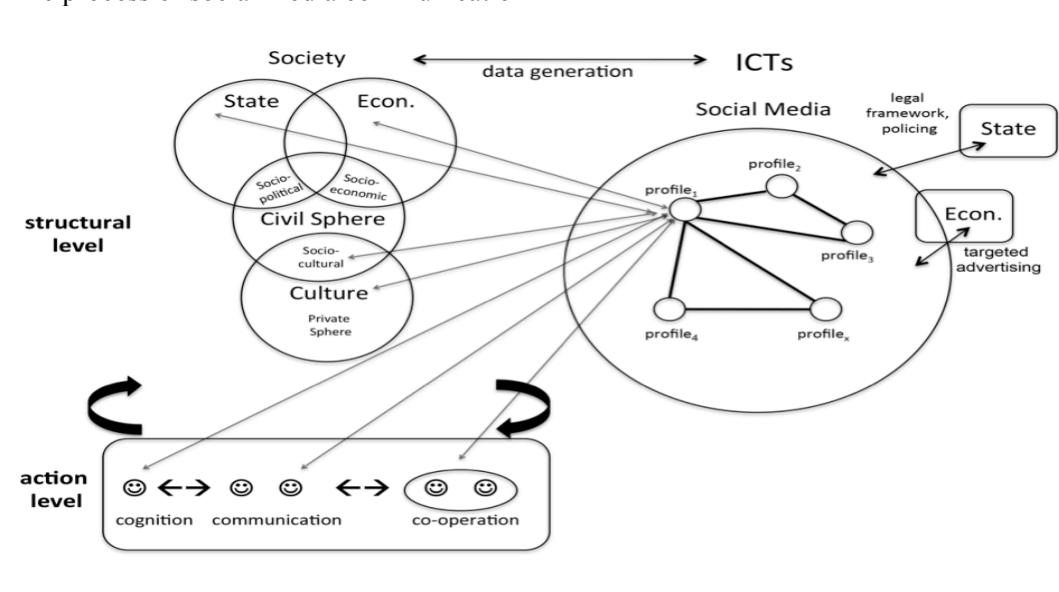 Society
data generation
ICTs
State
Econ.
Social Media
legal
framework,
policing
State
Socio-
political
Socio-
economic
Civil Sphere
Socio-
cultural
Culture
Private
Sphere
structural
level
profile₁
profile₂
profile₃
profile₄
profileₓ
Econ.
targeted
advertising
action
level
cognition
communication
co-operation